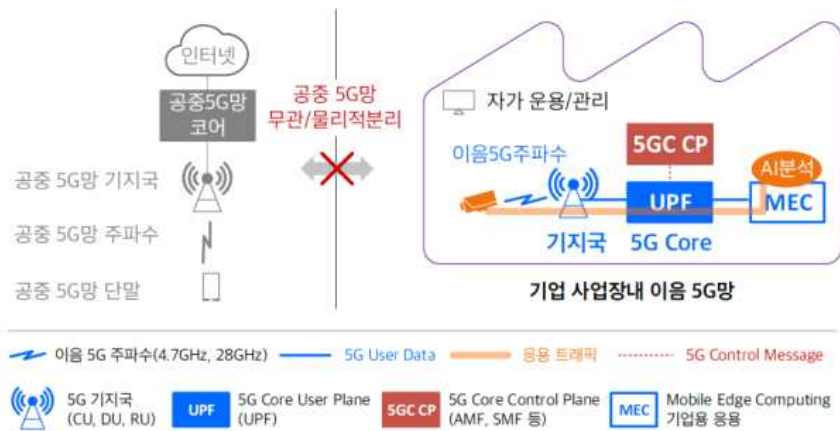 인터넷
공중5G망
코어
공중 5G망 기지국
공중 5G망 주파수
공중 5G망 단말
공중 5G망
무관/물리적분리
자가 운용/관리
이음5G주파수
5GC CP
AI분석
UPF
MEC
기지국
5G Core
기업 사업장내 이음 5G망
이음 5G 주파수(4.7GHz, 28GHz)
5G User Data
응용 트래픽
5G Control Message
5G 기지국
(CU, DU, RU)
UPF
5G Core User Plane
(UPF)
5GC CP
5G Core Control Plane
(AMF, SMF 등)
MEC
Mobile Edge Computing
기업용 응용